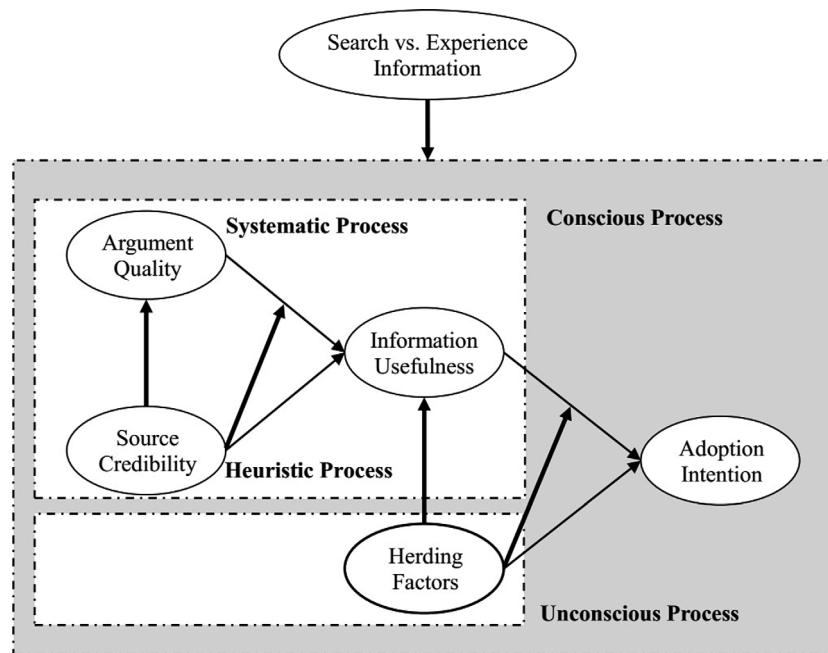 Search vs. Experience
Information
Systematic Process
Conscious Process
Argument
Quality
Information
Usefulness
Source
Credibility
Heuristic Process
Adoption
Intention
Herding
Factors
Unconscious Process